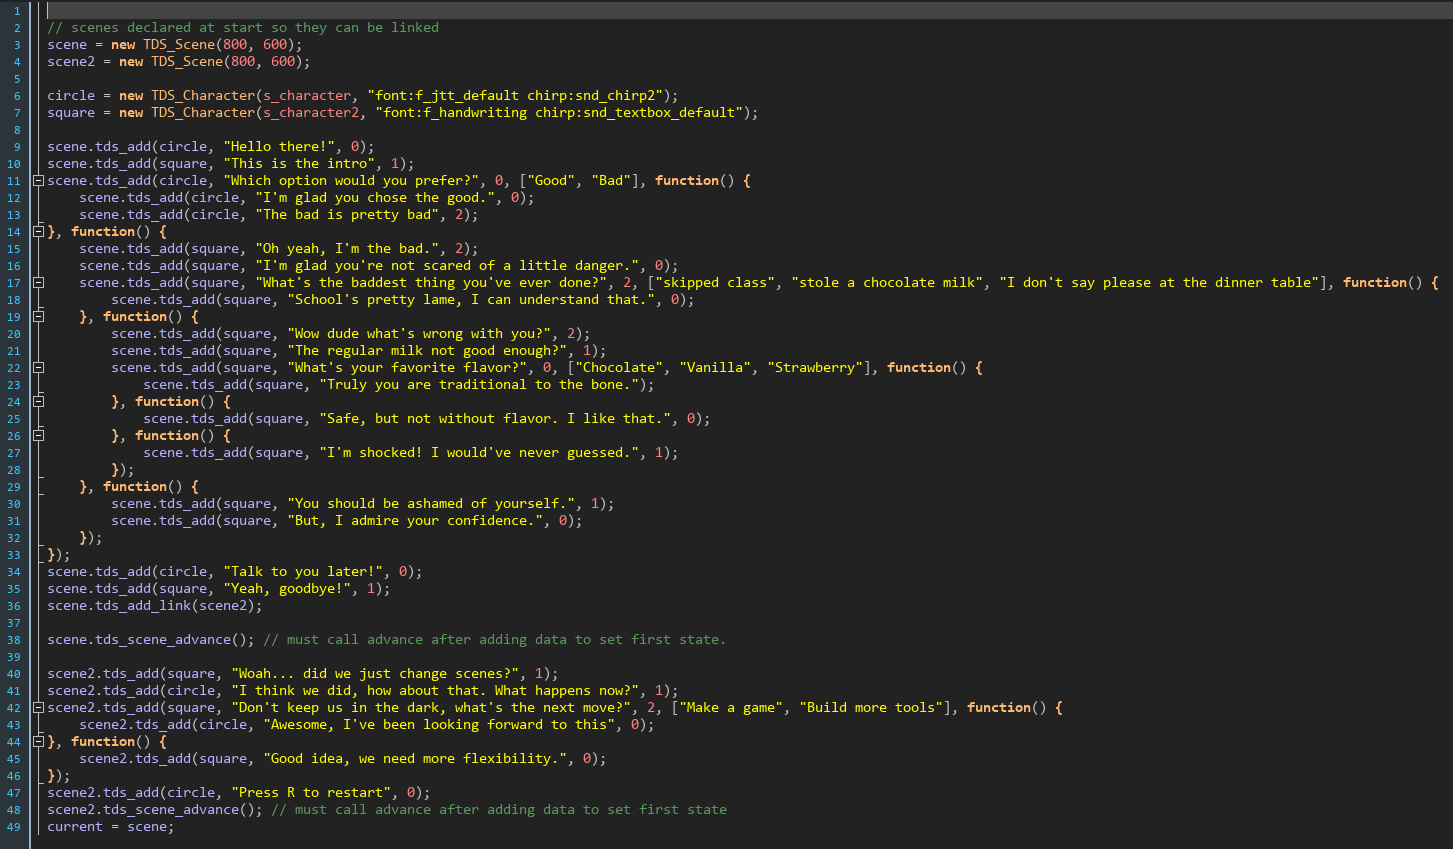 1
2 // scenes declared at start so they can be linked
3 scene = new TDS_Scene(800, 600);
4 scene2 = new TDS_Scene(800, 600);
5
6 circle = new TDS_Character(s_character, "font:f_jtt_default chirp:snd_chirp2");
7 square = new TDS_Character(s_character2, "font:f_handwriting chirp:snd_textbox_default");
8
9 scene.tds_add(circle, "Hello there!", 0);
10 scene.tds_add(square, "This is the intro", 1);
11 scene.tds_add(circle, "Which option would you prefer?", 0, ["Good", "Bad"], function() {
12     scene.tds_add(circle, "I'm glad you chose the good.", 0);
13     scene.tds_add(circle, "The bad is pretty bad", 2);
14 }, function() {
15     scene.tds_add(square, "Oh yeah, I'm the bad.", 2);
16     scene.tds_add(square, "I'm glad you're not scared of a little danger.", 0);
17     scene.tds_add(square, "What's the baddest thing you've ever done?", 2, ["skipped class", "stole a chocolate milk", "I don't say please at the dinner table"], function() {
18         scene.tds_add(square, "School's pretty lame, I can understand that.", 0);
19     }, function() {
20         scene.tds_add(square, "Wow dude what's wrong with you?", 2);
21         scene.tds_add(square, "The regular milk not good enough?", 1);
22         scene.tds_add(square, "What's your favorite flavor?", 0, ["Chocolate", "Vanilla", "Strawberry"], function() {
23             scene.tds_add(square, "Truly you are traditional to the bone.");
24         }, function() {
25             scene.tds_add(square, "Safe, but not without flavor. I like that.", 0);
26         }, function() {
27             scene.tds_add(square, "I'm shocked! I would've never guessed.", 1);
28         });
29     }, function() {
30         scene.tds_add(square, "You should be ashamed of yourself.", 1);
31         scene.tds_add(square, "But, I admire your confidence.", 0);
32     });
33 });
34 scene.tds_add(circle, "Talk to you later!", 0);
35 scene.tds_add(square, "Yeah, goodbye!", 1);
36 scene.tds_add_link(scene2);
37
38 scene.tds_scene_advance(); // must call advance after adding data to set first state.
39
40 scene2.tds_add(square, "Woah... did we just change scenes?", 1);
41 scene2.tds_add(circle, "I think we did, how about that. What happens now?", 1);
42 scene2.tds_add(square, "Don't keep us in the dark, what's the next move?", 2, ["Make a game", "Build more tools"], function() {
43     scene2.tds_add(circle, "Awesome, I've been looking forward to this", 0);
44 }, function() {
45     scene2.tds_add(square, "Good idea, we need more flexibility.", 0);
46 });
47 scene2.tds_add(circle, "Press R to restart", 0);
48 scene2.tds_scene_advance(); // must call advance after adding data to set first state
49 current = scene;